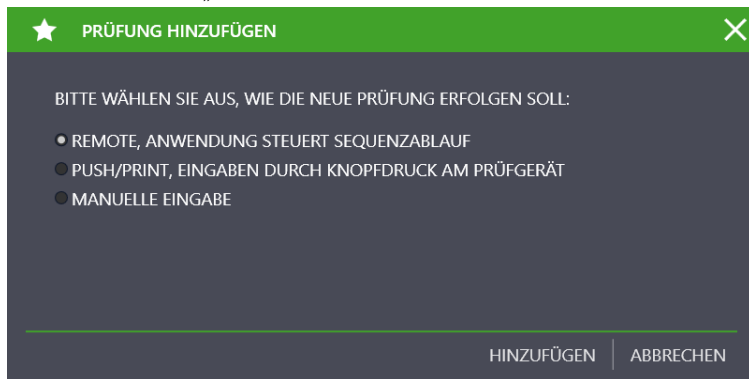 PRÜFUNG HINZUFÜGEN
BITTE WÄHLEN SIE AUS, WIE DIE NEUE PRÜFUNG ERFOLGEN SOLL:
REMOTE, ANWENDUNG STEUERT SEQUENZABLAUF
PUSH/PRINT, EINGABEN DURCH KNOPFDRUCK AM PRÜFGERÄT
MANUELLE EINGABE
HINZUFÜGEN ABBRECHEN